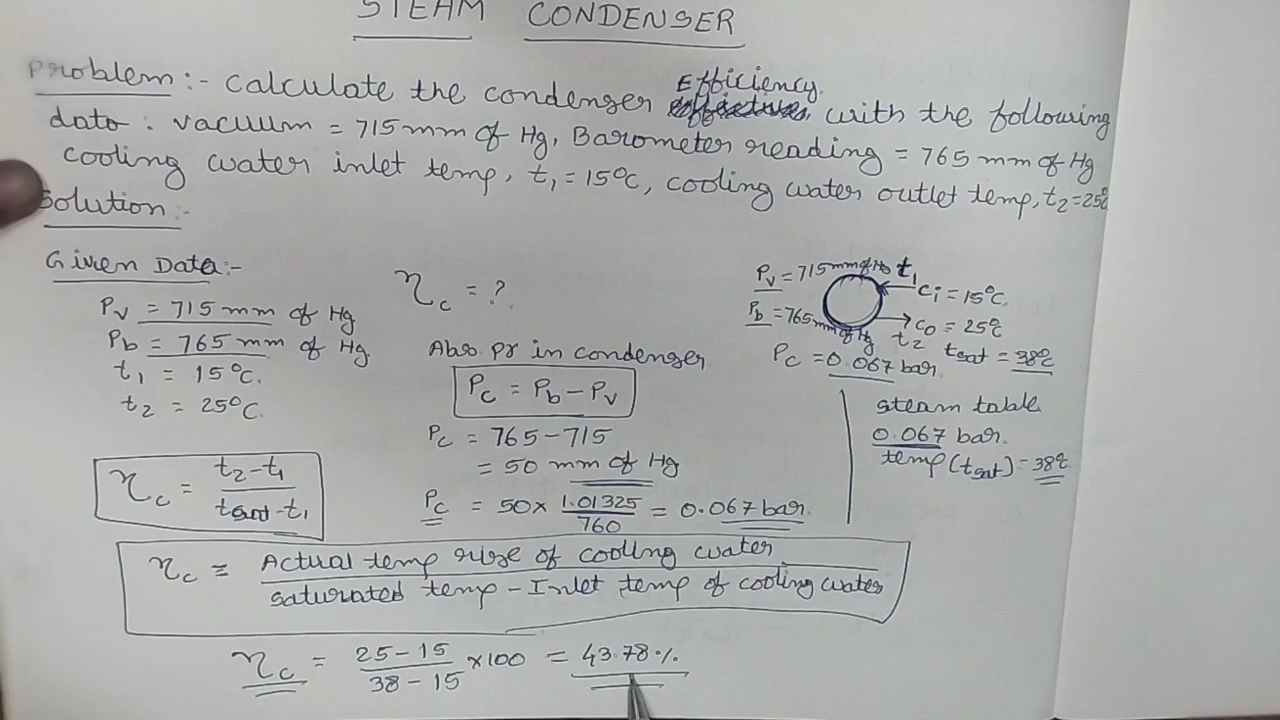 STEAM CONDENSER
Problem:- Calculate the condenser Efficiency with the following
data: vacuum = 715mm of Hg, Barometer reading = 765 mm of Hg
cooling water inlet temp, t₁ = 15°C, cooling water outlet temp, t₂=25°C
Solution:-
Given Data:-
Pv = 715 mm of Hg
Pb = 765 mm of Hg
t₁ = 15°C.
t₂ = 25°C.
ηc = t₂-t₁ / tsat-t₁
ηc = ?
Abs pr in condenser
Pc = Pb - Pv
Pc = 765-715
= 50 mm of Hg
Pc = 50 × 1.01325 / 760 = 0.067 bar.
Pv = 715mm of Hg t₁
Ci = 15°C.
Pb = 765 mm of Hg
Co = 25°C
t₂
Pc = 0.067 bar. tsat = 38°C
steam table
0.067 bar.
temp (tsat) - 38°C
ηc = Actual temp rise of cooling water
saturated temp - Inlet temp of cooling water
ηc = 25-15 / 38-15 × 100 = 43.78%